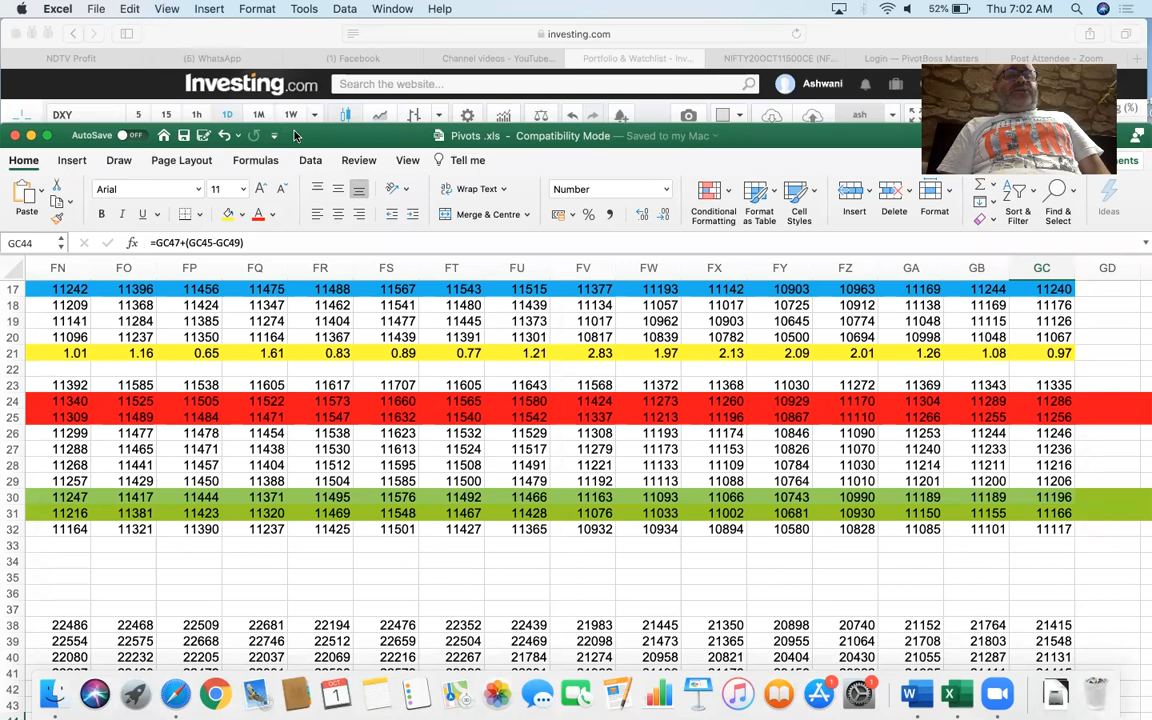 Excel File Edit View Insert Format Tools Data Window Help 52% Thu 7:02 AM
investing.com
NDTV Profit (5) WhatsApp (1) Facebook Channel videos - YouTube... Portfolio & Watchlist - Inv... NIFTY20OCT11500CE (NF... Login — PivotBoss Masters Post Attendee - Zoom
Investing.com Search the website... Ashwani
DXY 5 15 1h 1D 1M 1W ash (%)
AutoSave OFF Pivots .xls - Compatibility Mode — Saved to my Mac
Home Insert Draw Page Layout Formulas Data Review View Tell me
Arial 11 Wrap Text Number
Paste B I U A Merge & Centre % Conditional Formatting Format as Table Cell Styles Insert Delete Format Sort & Filter Find & Select Ideas
GC44 fx =GC47+(GC45-GC49)
FN FO FP FQ FR FS FT FU FV FW FX FY FZ GA GB GC GD
17 11242 11396 11456 11475 11488 11567 11543 11515 11377 11193 11142 10903 10963 11169 11244 11240
18 11209 11368 11424 11347 11462 11541 11480 11439 11134 11057 11017 10725 10912 11138 11169 11176
19 11141 11284 11385 11274 11404 11477 11445 11373 11017 10962 10903 10645 10774 11048 11115 11126
20 11096 11237 11350 11164 11367 11439 11391 11301 10817 10839 10782 10500 10694 10998 11048 11067
21 1.01 1.16 0.65 1.61 0.83 0.89 0.77 1.21 2.83 1.97 2.13 2.09 2.01 1.26 1.08 0.97
22
23 11392 11585 11538 11605 11617 11707 11605 11643 11568 11372 11368 11030 11272 11369 11343 11335
24 11340 11525 11505 11522 11573 11660 11565 11580 11424 11273 11260 10929 11170 11304 11289 11286
25 11309 11489 11484 11471 11547 11632 11540 11542 11337 11213 11196 10867 11110 11266 11255 11256
26 11299 11477 11478 11454 11538 11623 11532 11529 11308 11193 11174 10846 11090 11253 11244 11246
27 11288 11465 11471 11438 11530 11613 11524 11517 11279 11173 11153 10826 11070 11240 11233 11236
28 11268 11441 11457 11404 11512 11595 11508 11491 11221 11133 11109 10784 11030 11214 11211 11216
29 11257 11429 11450 11388 11504 11585 11500 11479 11192 11113 11088 10764 11010 11201 11200 11206
30 11247 11417 11444 11371 11495 11576 11492 11466 11163 11093 11066 10743 10990 11189 11189 11196
31 11216 11381 11423 11320 11469 11548 11467 11428 11076 11033 11002 10681 10930 11150 11155 11166
32 11164 11321 11390 11237 11425 11501 11427 11365 10932 10934 10894 10580 10828 11085 11101 11117
33
34
35
36
37
38 22486 22468 22509 22681 22194 22476 22352 22439 21983 21445 21350 20898 20740 21152 21764 21415
39 22554 22575 22668 22746 22512 22659 22504 22469 22098 21473 21365 20955 21064 21708 21803 21548
40 22080 22232 22205 22037 22069 22216 22267 21784 21274 20958 20821 20404 20430 21055 21287 21131
41
42
43